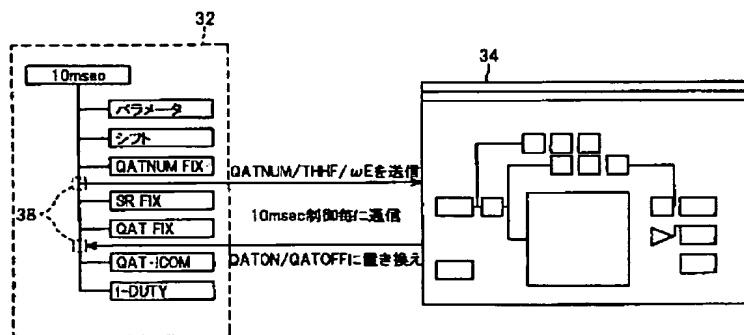 32
10msec
パラメータ
シフト
QATNUM FIX
SR FIX
QAT FIX
QAT-ICOM
I-DUTY
38
QATNUM/THHF/ωEを送信
10msec制御毎に通信
QATON/QATOFFに置き換え
34